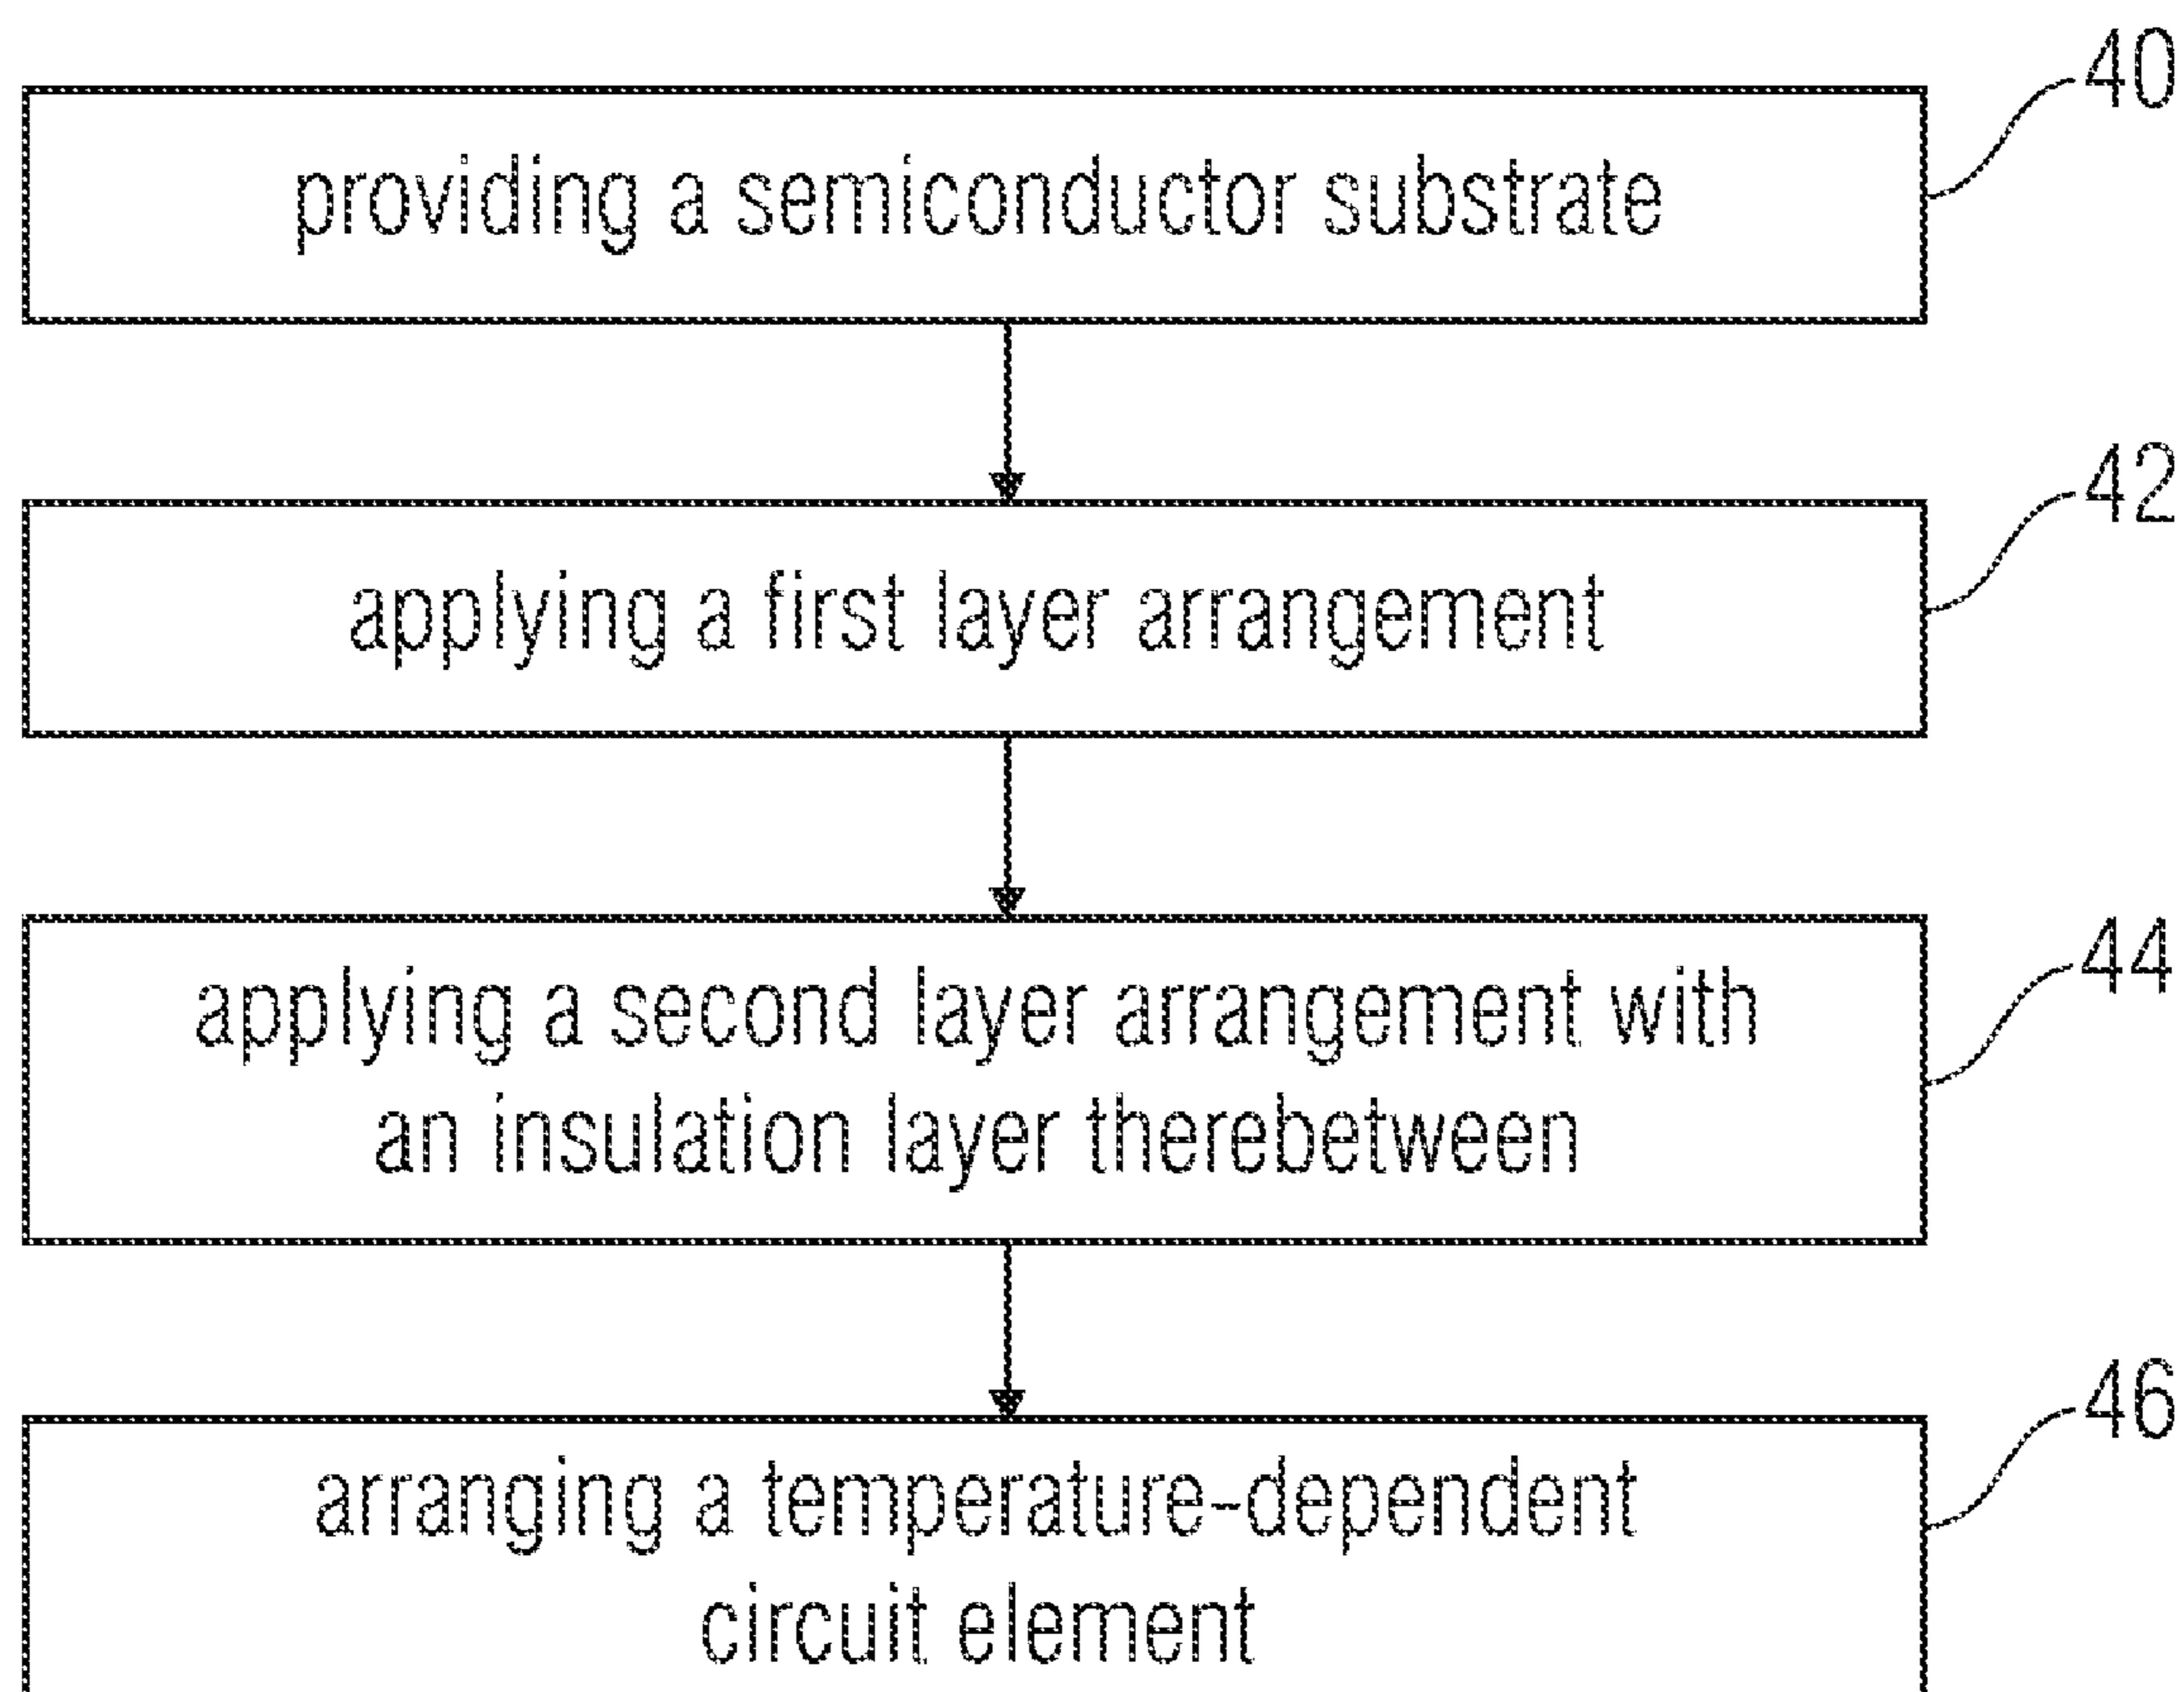 40
providing a semiconductor substrate
42
applying a first layer arrangement
44
applying a second layer arrangement with
an insulation layer therebetween
46
arranging a temperature-dependent
circuit element